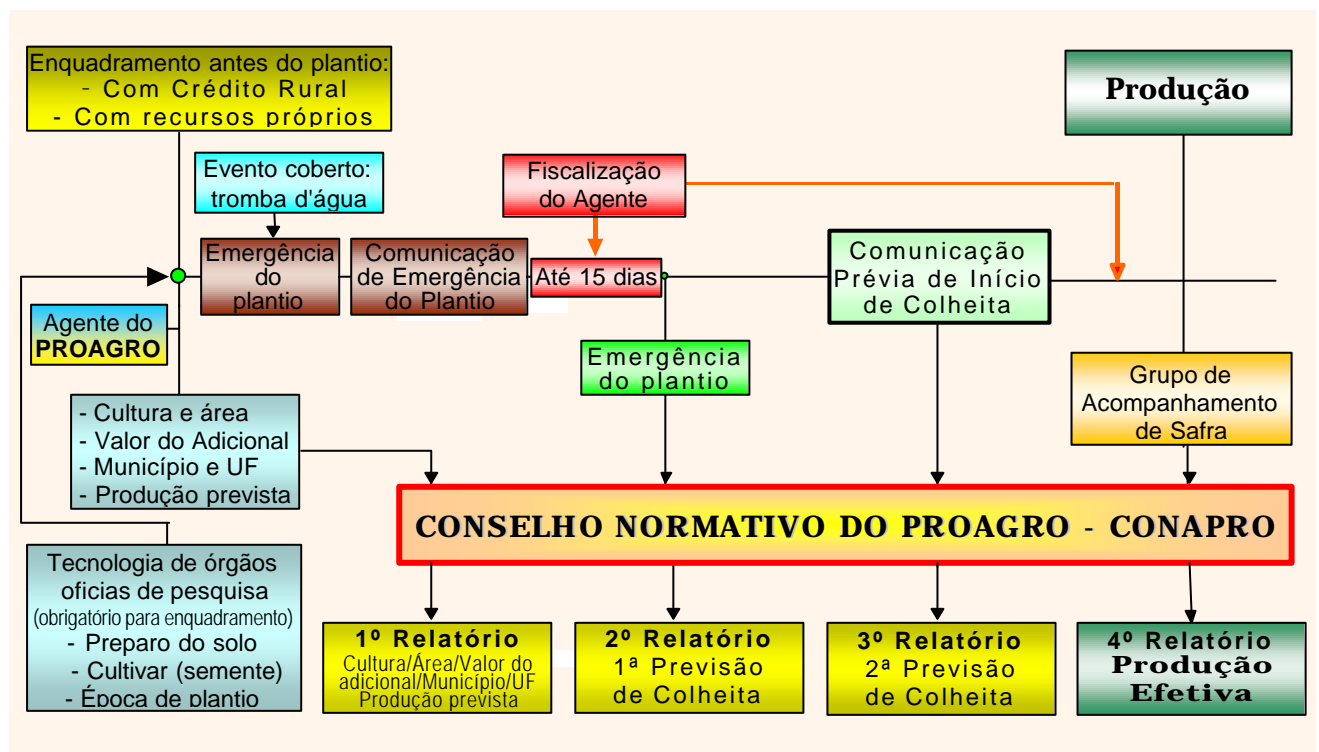 Enquadramento antes do plantio:
- Com Crédito Rural
- Com recursos próprios
Produção
Evento coberto:
tromba d'água
Fiscalização
do Agente
Emergência
do
plantio
Comunicação
de Emergência
do Plantio
Até 15 dias
Comunicação
Prévia de Início
de Colheita
Agente do
PROAGRO
Emergência
do plantio
Grupo de
Acompanhamento
de Safra
- Cultura e área
- Valor do Adicional
- Município e UF
- Produção prevista
CONSELHO NORMATIVO DO PROAGRO - CONAPRO
Tecnologia de órgãos
oficias de pesquisa
(obrigatório para enquadramento)
- Preparo do solo
- Cultivar (semente)
- Época de plantio
1º Relatório
Cultura/Área/Valor do
adicional/Município/UF
Produção prevista
2º Relatório
1ª Previsão
de Colheita
3º Relatório
2ª Previsão
de Colheita
4º Relatório
Produção
Efetiva